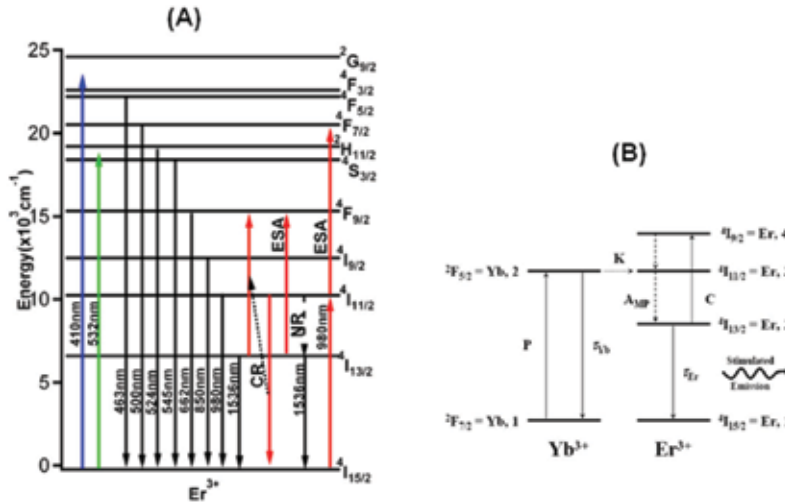 (A)
25
20
15
10
5
0
Energy(x10³cm⁻¹)
²G₉/₂
⁴F₃/₂
⁴F₅/₂
⁴F₇/₂
²H₁₁/₂
⁴S₃/₂
⁴F₉/₂
⁴I₉/₂
⁴I₁₁/₂
⁴I₁₃/₂
⁴I₁₅/₂
410nm
532nm
463nm
500nm
524nm
545nm
662nm
850nm
980nm
1536nm
CR
ESA
NR
1536nm
ESA
980nm
Er³⁺
(B)
²F₅/₂ = Yb, 2
²F₇/₂ = Yb, 1
P
τYb
K
AMP
C
τEr
⁴I₉/₂ = Er, 4
⁴I₁₁/₂ = Er,
⁴I₁₃/₂ = Er,
Stimulated
Emission
⁴I₁₅/₂ = Er,
Yb³⁺
Er³⁺